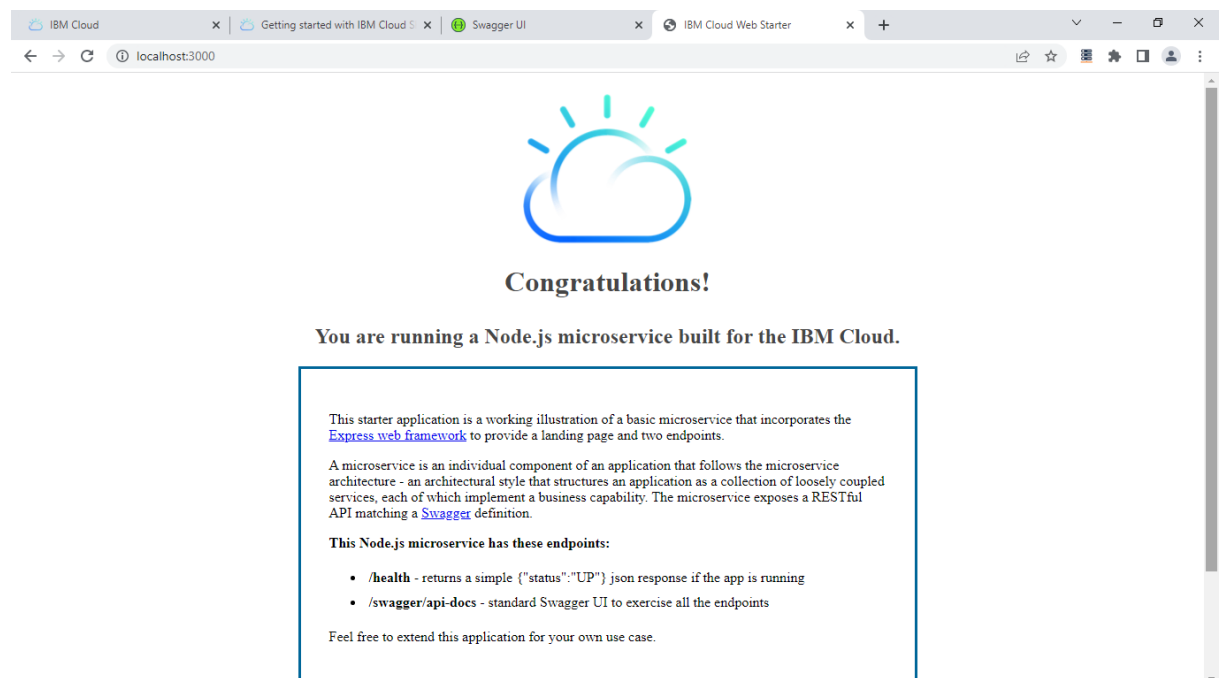 IBM Cloud
Getting started with IBM Cloud S
Swagger UI
IBM Cloud Web Starter
localhost:3000
Congratulations!
You are running a Node.js microservice built for the IBM Cloud.
This starter application is a working illustration of a basic microservice that incorporates the
Express web framework to provide a landing page and two endpoints.
A microservice is an individual component of an application that follows the microservice
architecture - an architectural style that structures an application as a collection of loosely coupled
services, each of which implement a business capability. The microservice exposes a RESTful
API matching a Swagger definition.
This Node.js microservice has these endpoints:
• /health - returns a simple {"status":"UP"} json response if the app is running
• /swagger/api-docs - standard Swagger UI to exercise all the endpoints
Feel free to extend this application for your own use case.